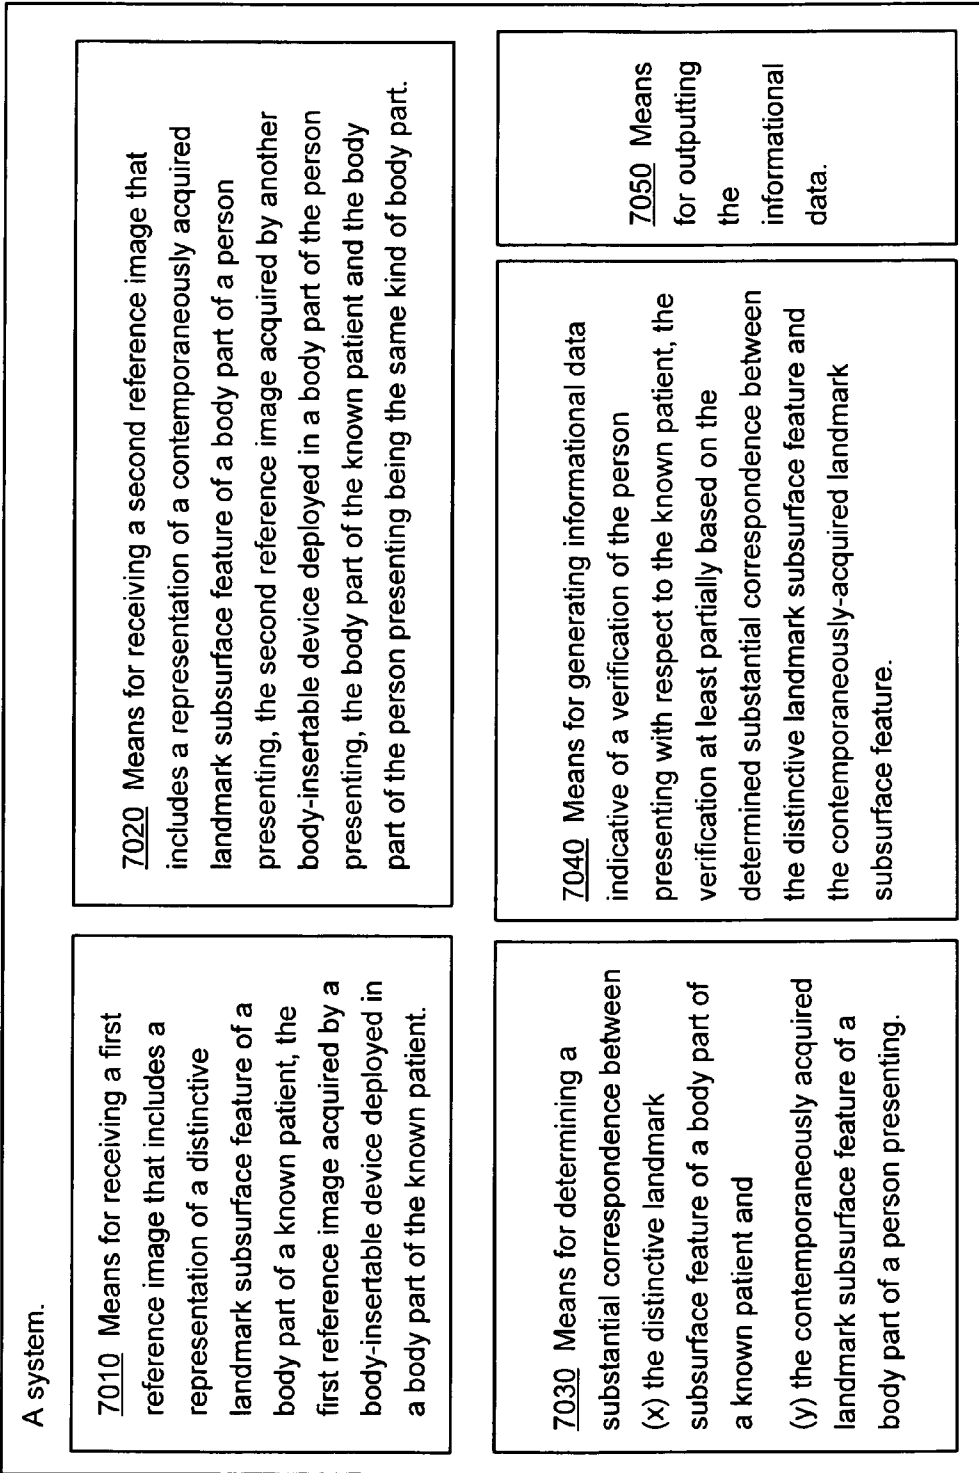 A system.
7010 Means for receiving a first
reference image that includes a
representation of a distinctive
landmark subsurface feature of a
body part of a known patient, the
first reference image acquired by a
body-insertable device deployed in
a body part of the known patient.
7020 Means for receiving a second reference image that
includes a representation of a contemporaneously acquired
landmark subsurface feature of a body part of a person
presenting, the second reference image acquired by another
body-insertable device deployed in a body part of the person
presenting, the body part of the known patient and the body
part of the person presenting being the same kind of body part.
7030 Means for determining a
substantial correspondence between
(x) the distinctive landmark
subsurface feature of a body part of
a known patient and
(y) the contemporaneously acquired
landmark subsurface feature of a
body part of a person presenting.
7040 Means for generating informational data
indicative of a verification of the person
presenting with respect to the known patient, the
verification at least partially based on the
determined substantial correspondence between
the distinctive landmark subsurface feature and
the contemporaneously-acquired landmark
subsurface feature.
7050 Means
for outputting
the
informational
data.